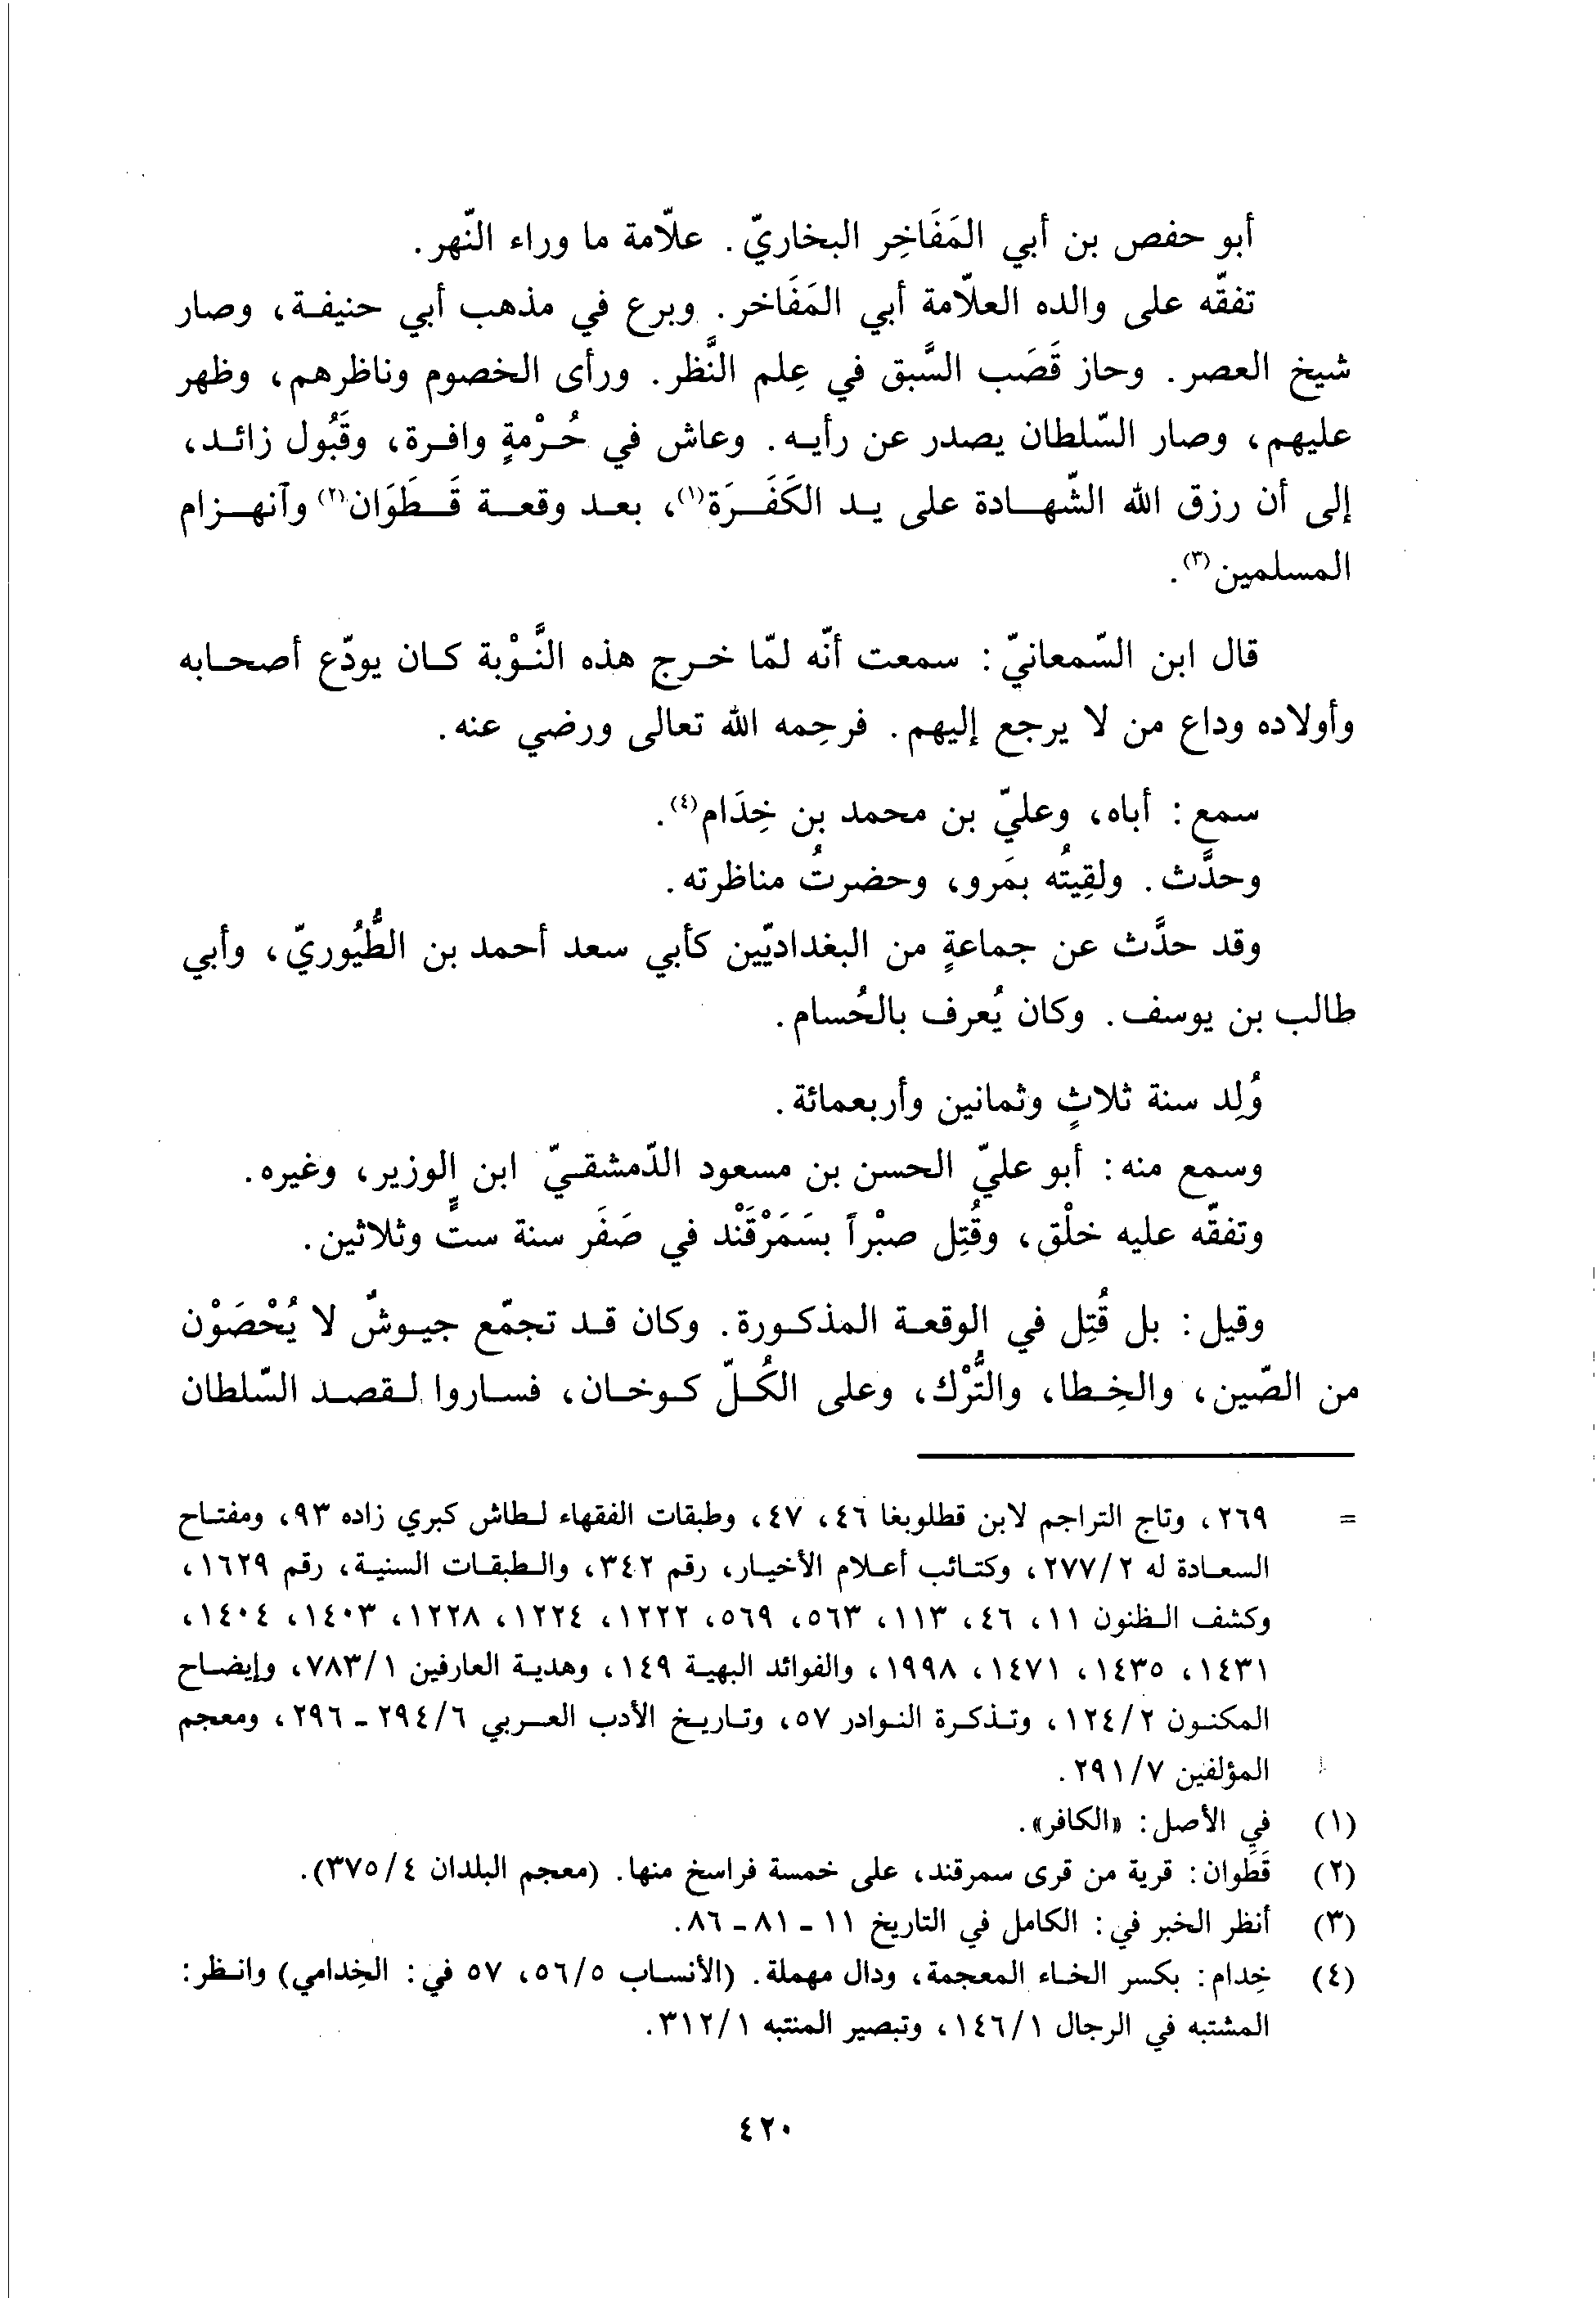 أبو حفص بن أبي المَفَاخِر البخاريّ. علاّمة ما وراء النّهر.
تفقّه على والده العلاّمة أبي المَفَاخر. وبرع في مذهب أبي حنيفة، وصار
شيخ العصر. وحاز قَصَب السَّبق في عِلم النَّظر. ورأى الخصوم وناظرهم، وظهر
عليهم، وصار السّلطان يصدر عن رأيه. وعاش في حُرْمةٍ وافرة، وقَبُول زائد،
إلى أن رزق الله الشّهادة على يد الكَفَرَة(١)، بعد وقعة قَطَوَان(٢) وآنهزام
المسلمين(٣).
قال ابن السّمعانيّ: سمعت أنّه لمّا خرج هذه النَّوْبة كان يودّع أصحابه
وأولاده وداع من لا يرجع إليهم. فرحِمه الله تعالى ورضي عنه.
سمع: أباه، وعليّ بن محمد بن خِدَام(٤).
وحدَّث. ولقِيتُه بمَرو، وحضرتُ مناظرته.
وقد حدَّث عن جماعةٍ من البغداديّين كأبي سعد أحمد بن الطُّيُوريّ، وأبي
طالب بن يوسف. وكان يُعرف بالحُسام.
وُلِد سنة ثلاثٍ وثمانين وأربعمائة.
وسمع منه: أبو عليّ الحسن بن مسعود الدّمشقيّ ابن الوزير، وغيره.
وتفقّه عليه خلْق، وقُتِل صبْراً بسَمَرْقَنْد في صَفَر سنة ستٍّ وثلاثين.
وقيل: بل قُتِل في الوقعة المذكورة. وكان قد تجمّع جيوشٌ لا يُحْصَوْن
من الصّين، والخِطا، والتُّرْك، وعلى الكُلّ كوخان، فساروا لقصد السّلطان
= ٢٦٩، وتاج التراجم لابن قطلوبغا ٤٦، ٤٧، وطبقات الفقهاء لطاش كبري زاده ٩٣، ومفتاح
السعادة له ٢٧٧/٢، وكتائب أعلام الأخيار، رقم ٣٤٢، والطبقات السنية، رقم ١٦٢٩،
وكشف الظنون ١١، ٤٦، ١١٣، ٥٦٣، ٥٦٩، ١٢٢٢، ١٢٢٤، ١٢٢٨، ١٤٠٣، ١٤٠٤،
١٤٣١، ١٤٣٥، ١٤٧١، ١٩٩٨، والفوائد البهية ١٤٩، وهدية العارفين ٧٨٣/١، وإيضاح
المكنون ١٢٤/٢، وتذكرة النوادر ٥٧، وتاريخ الأدب العربي ٢٩٤/٦ - ٢٩٦، ومعجم
المؤلفين ٢٩١/٧.
(١) في الأصل: «الكافر».
(٢) قَطَوان: قرية من قرى سمرقند، على خمسة فراسخ منها. (معجم البلدان ٣٧٥/٤).
(٣) أنظر الخبر في: الكامل في التاريخ ١١ - ٨١ - ٨٦.
(٤) خِدام: بكسر الخاء المعجمة، ودال مهملة. (الأنساب ٥٦/٥، ٥٧ في: الخِدامي) وانظر:
المشتبه في الرجال ١٤٦/١، وتبصير المنتبه ٣١٢/١.
٤٢٠